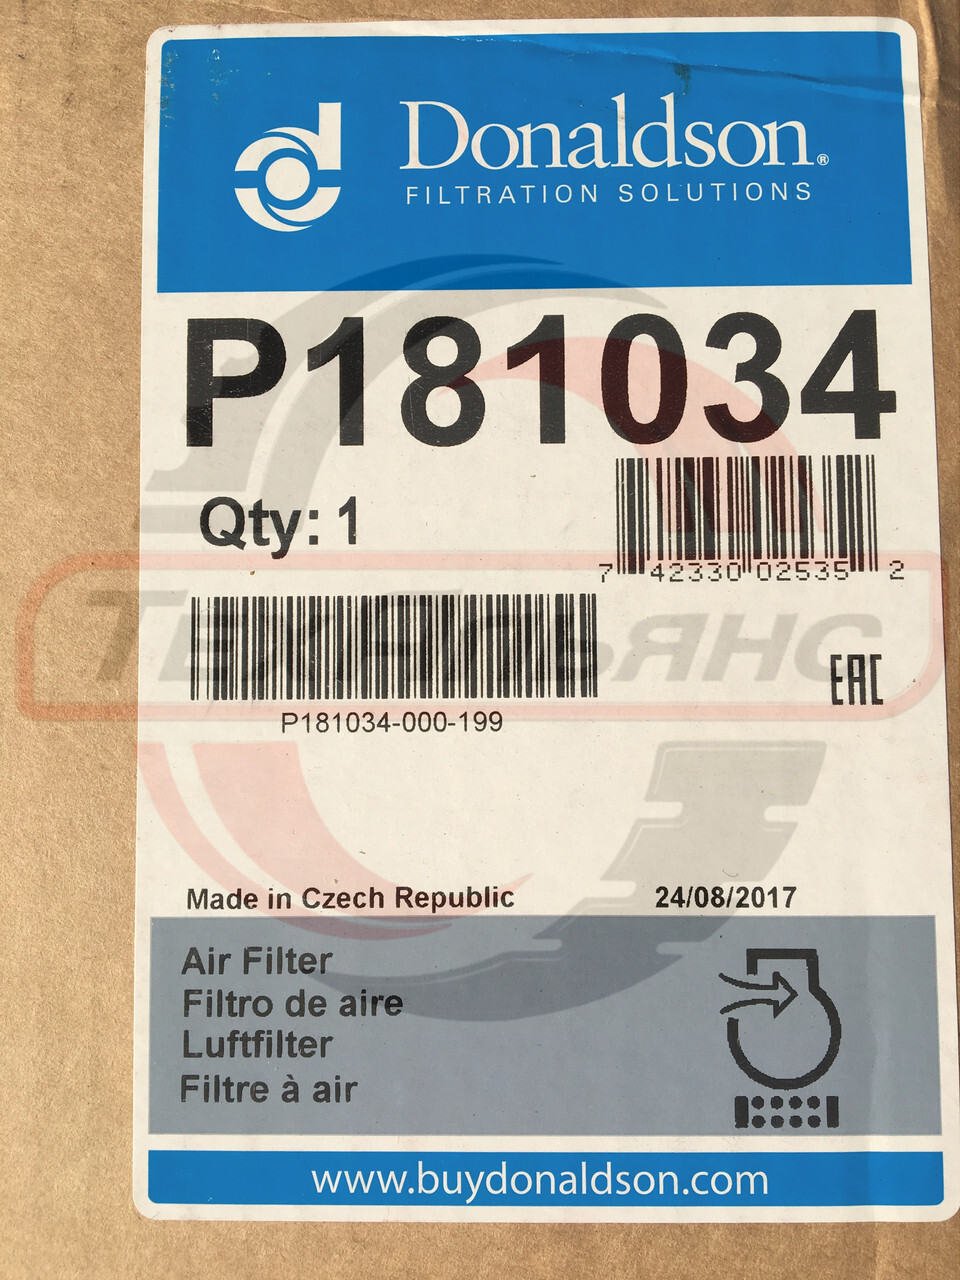 Donaldson®
FILTRATION SOLUTIONS
P181034
Qty: 1
7 42330 02535 2
ТехАльянс
EAC
P181034-000-199
Made in Czech Republic 24/08/2017
Air Filter
Filtro de aire
Luftfilter
Filtre à air
www.buydonaldson.com